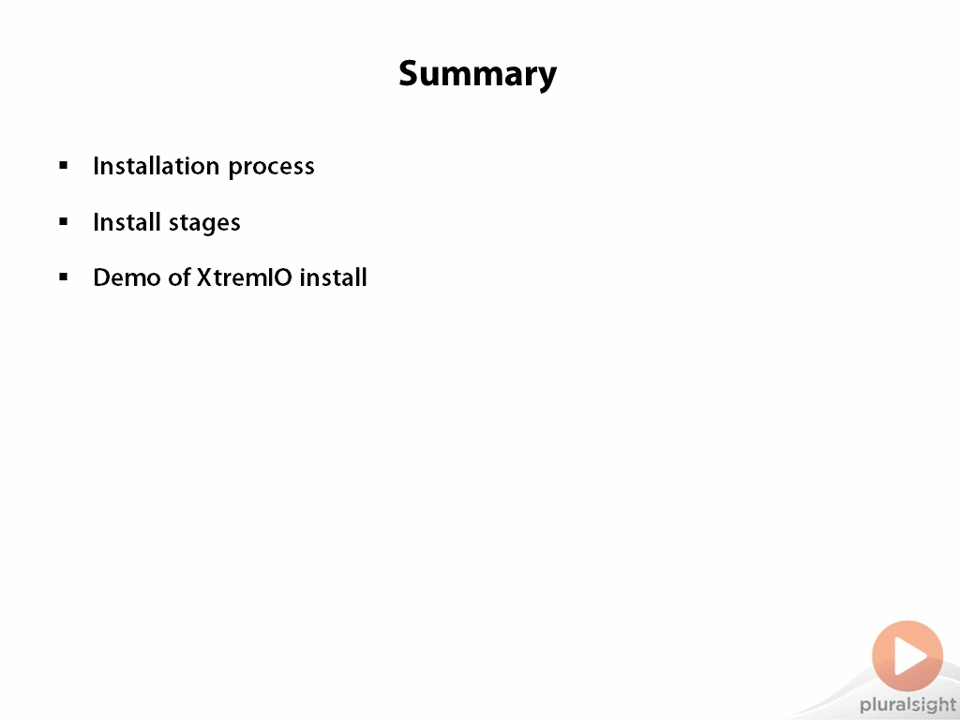 Summary
▪ Installation process
▪ Install stages
▪ Demo of XtremIO install
pluralsight